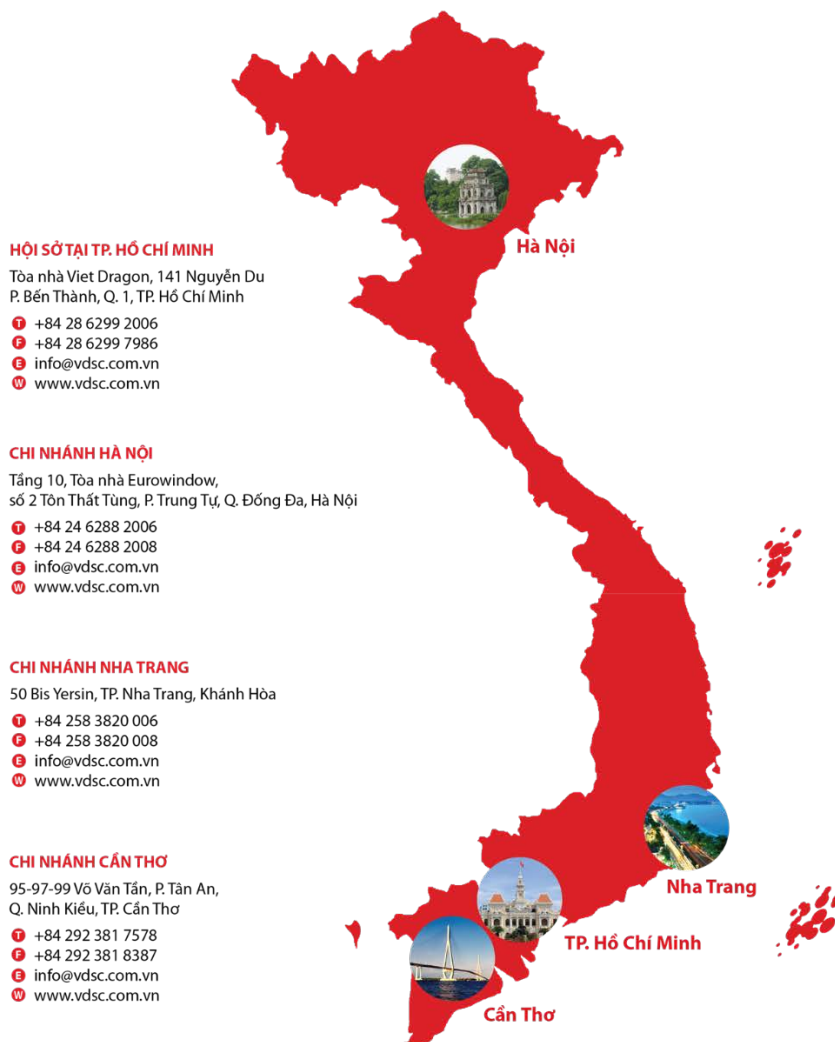 HỘI SỞ TẠI TP. HỒ CHÍ MINH
Tòa nhà Viet Dragon, 141 Nguyễn Du
P. Bến Thành, Q. 1, TP. Hồ Chí Minh
T +84 28 6299 2006
F +84 28 6299 7986
E info@vdsc.com.vn
W www.vdsc.com.vn
CHI NHÁNH HÀ NỘI
Tầng 10, Tòa nhà Eurowindow,
số 2 Tôn Thất Tùng, P. Trung Tự, Q. Đống Đa, Hà Nội
T +84 24 6288 2006
F +84 24 6288 2008
E info@vdsc.com.vn
W www.vdsc.com.vn
CHI NHÁNH NHA TRANG
50 Bis Yersin, TP. Nha Trang, Khánh Hòa
T +84 258 3820 006
F +84 258 3820 008
E info@vdsc.com.vn
W www.vdsc.com.vn
CHI NHÁNH CẦN THƠ
95-97-99 Võ Văn Tần, P. Tân An,
Q. Ninh Kiều, TP. Cần Thơ
T +84 292 381 7578
F +84 292 381 8387
E info@vdsc.com.vn
W www.vdsc.com.vn
Hà Nội
Nha Trang
TP. Hồ Chí Minh
Cần Thơ